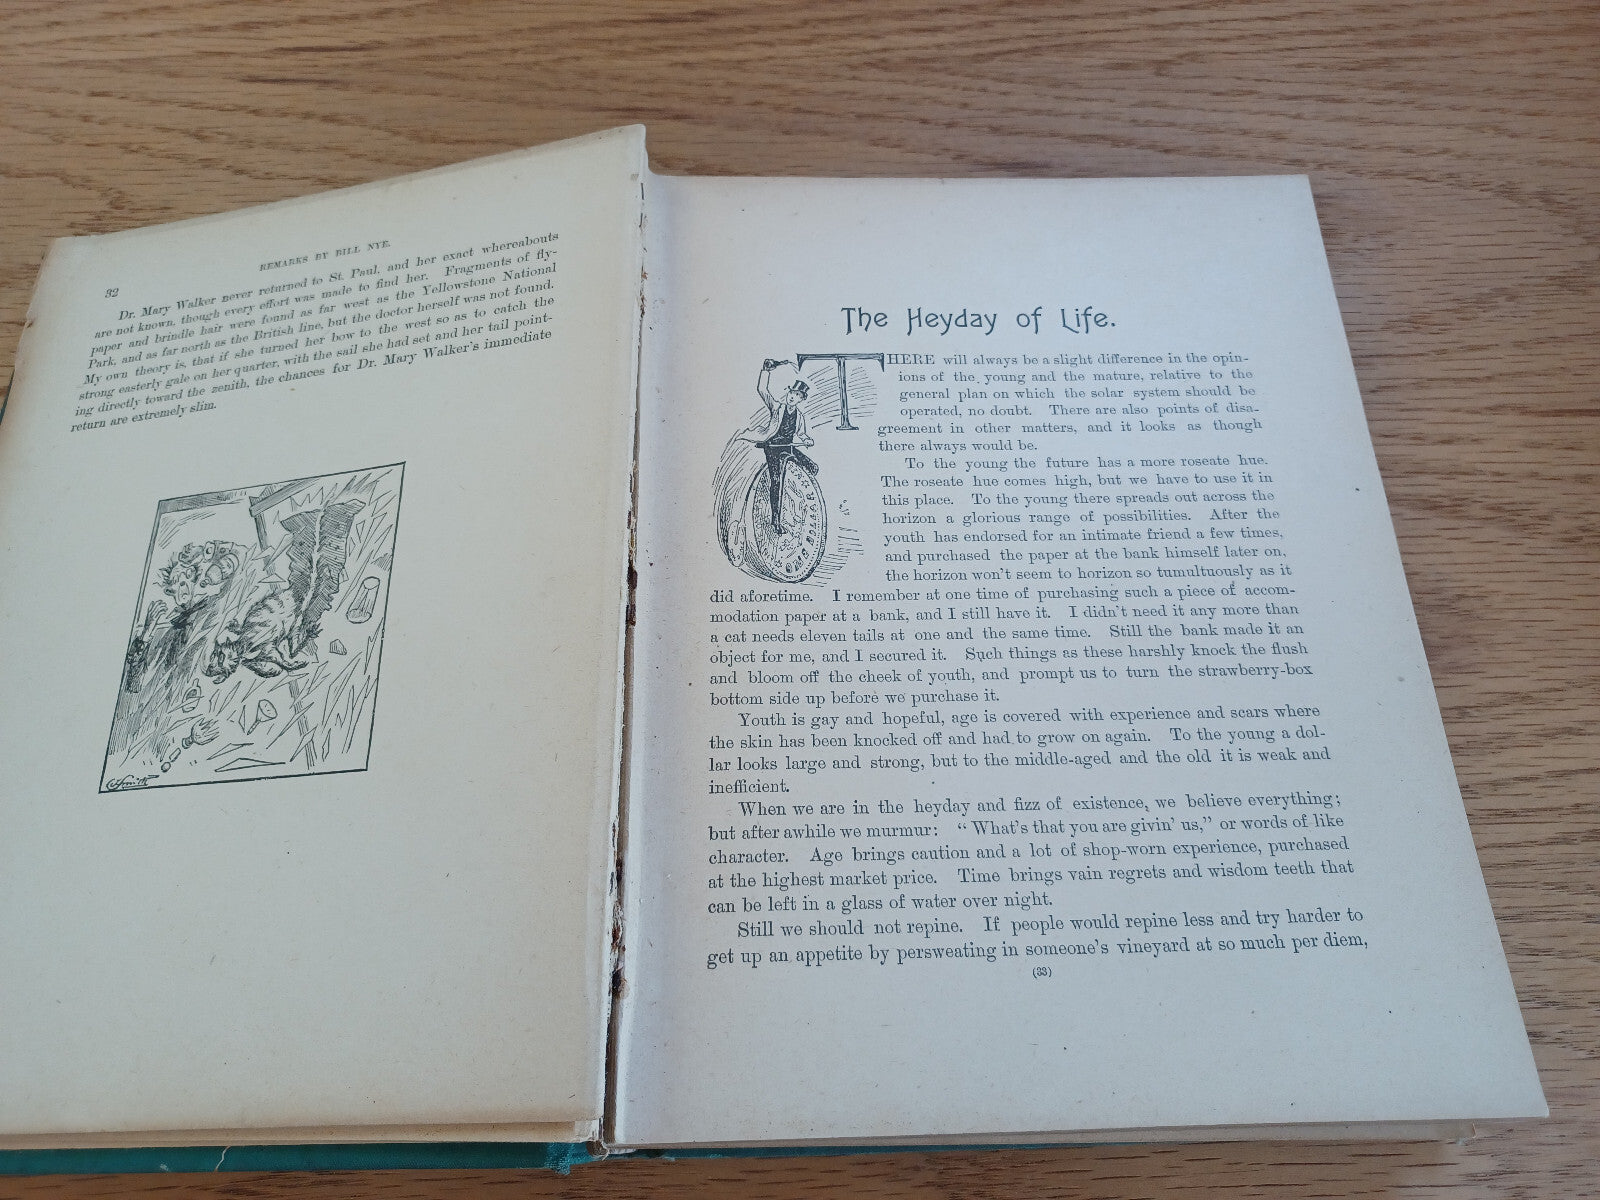 32
REMARKS BY BILL NYE.
Dr. Mary Walker never returned to St. Paul, and her exact whereabouts
are not known, though every effort was made to find her. Fragments of fly-
paper and brindle hair were found as far west as the Yellowstone National
Park, and as far north as the British line, but the doctor herself was not found.
My own theory is, that if she turned her bow to the west so as to catch the
strong easterly gale on her quarter, with the sail she had set and her tail point-
ing directly toward the zenith, the chances for Dr. Mary Walker's immediate
return are extremely slim.
The Heyday of Life.
THERE will always be a slight difference in the opin-
ions of the young and the mature, relative to the
general plan on which the solar system should be
operated, no doubt. There are also points of disa-
greement in other matters, and it looks as though
there always would be.
To the young the future has a more roseate hue.
The roseate hue comes high, but we have to use it in
this place. To the young there spreads out across the
horizon a glorious range of possibilities. After the
youth has endorsed for an intimate friend a few times,
and purchased the paper at the bank himself later on,
the horizon won't seem to horizon so tumultuously as it
did aforetime. I remember at one time of purchasing such a piece of accom-
modation paper at a bank, and I still have it. I didn't need it any more than
a cat needs eleven tails at one and the same time. Still the bank made it an
object for me, and I secured it. Such things as these harshly knock the flush
and bloom off the cheek of youth, and prompt us to turn the strawberry-box
bottom side up before we purchase it.
Youth is gay and hopeful, age is covered with experience and scars where
the skin has been knocked off and had to grow on again. To the young a dol-
lar looks large and strong, but to the middle-aged and the old it is weak and
inefficient.
When we are in the heyday and fizz of existence, we believe everything;
but after awhile we murmur: "What's that you are givin' us," or words of like
character. Age brings caution and a lot of shop-worn experience, purchased
at the highest market price. Time brings vain regrets and wisdom teeth that
can be left in a glass of water over night.
Still we should not repine. If people would repine less and try harder to
get up an appetite by persweating in someone's vineyard at so much per diem,
(33)
ONE DOLLAR